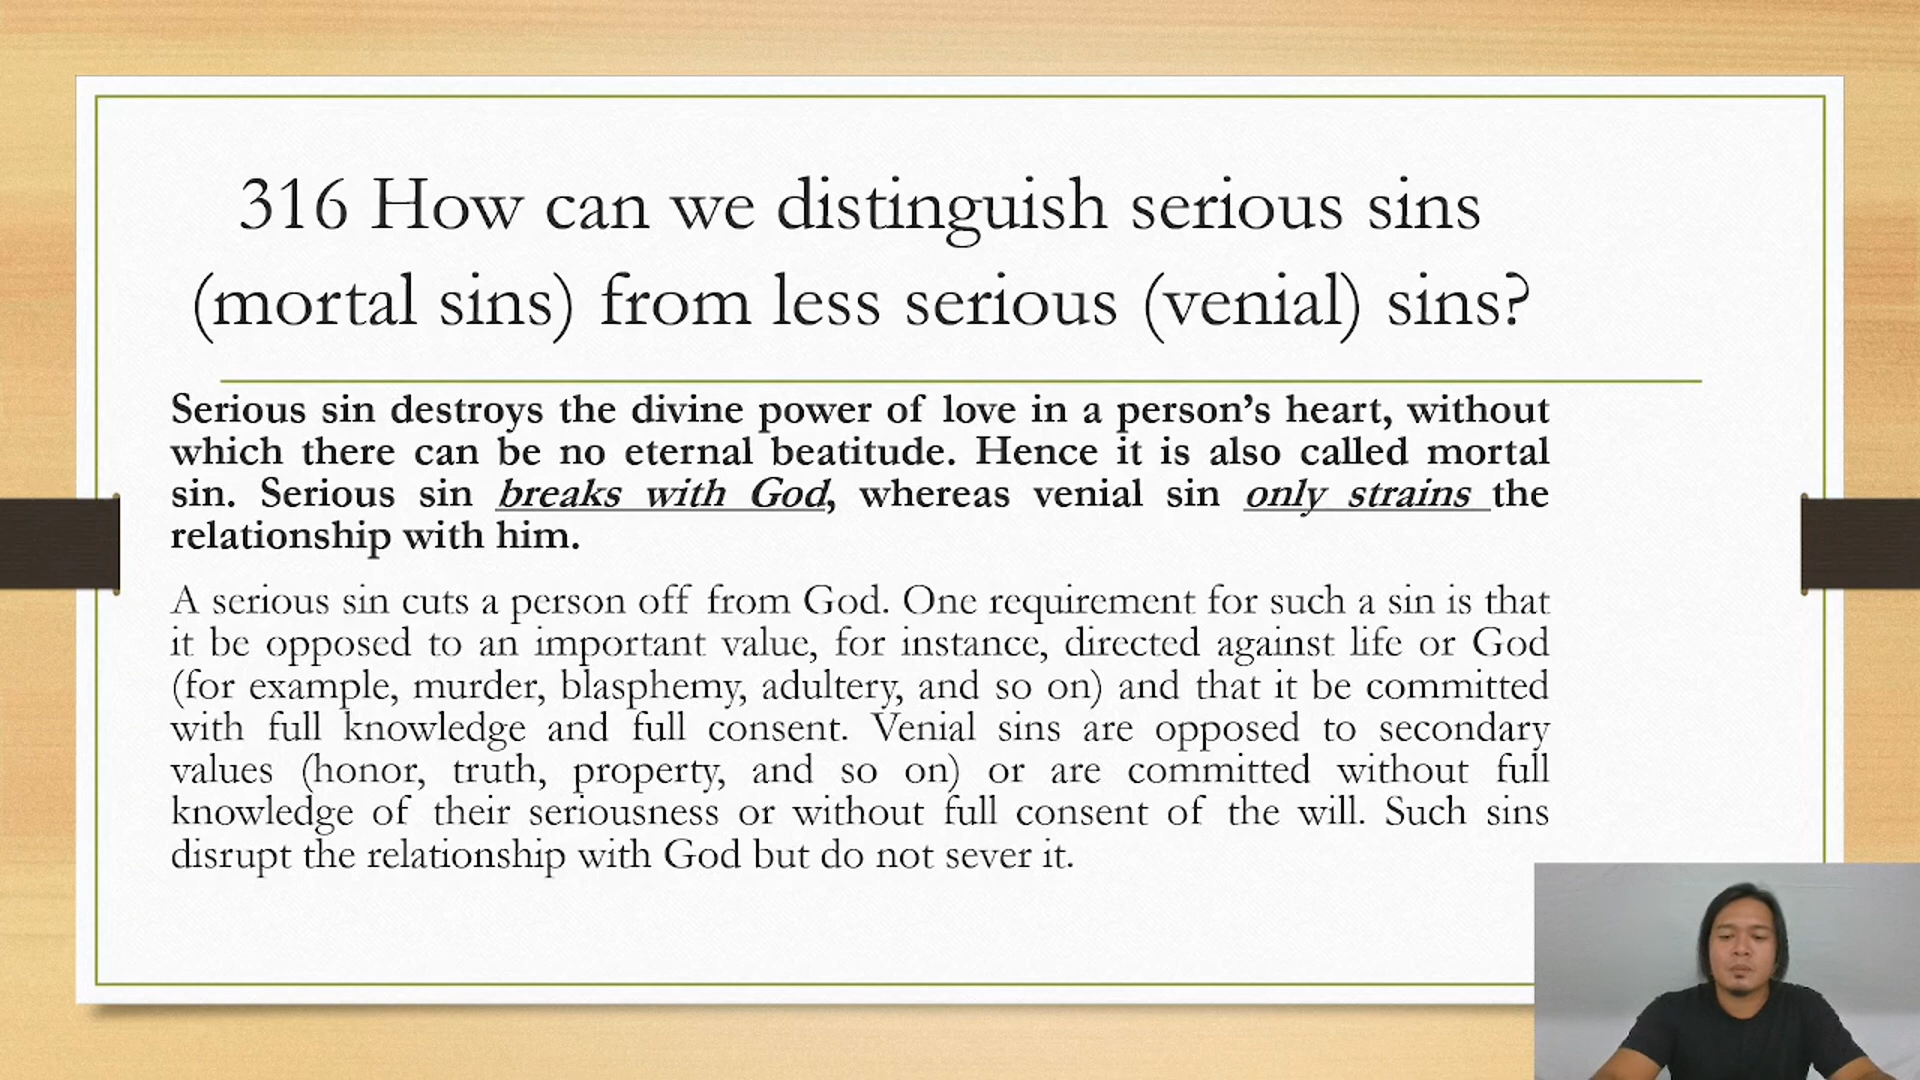 316 How can we distinguish serious sins
(mortal sins) from less serious (venial) sins?
Serious sin destroys the divine power of love in a person’s heart, without
which there can be no eternal beatitude. Hence it is also called mortal
sin. Serious sin breaks with God, whereas venial sin only strains the
relationship with him.
A serious sin cuts a person off from God. One requirement for such a sin is that
it be opposed to an important value, for instance, directed against life or God
(for example, murder, blasphemy, adultery, and so on) and that it be committed
with full knowledge and full consent. Venial sins are opposed to secondary
values (honor, truth, property, and so on) or are committed without full
knowledge of their seriousness or without full consent of the will. Such sins
disrupt the relationship with God but do not sever it.